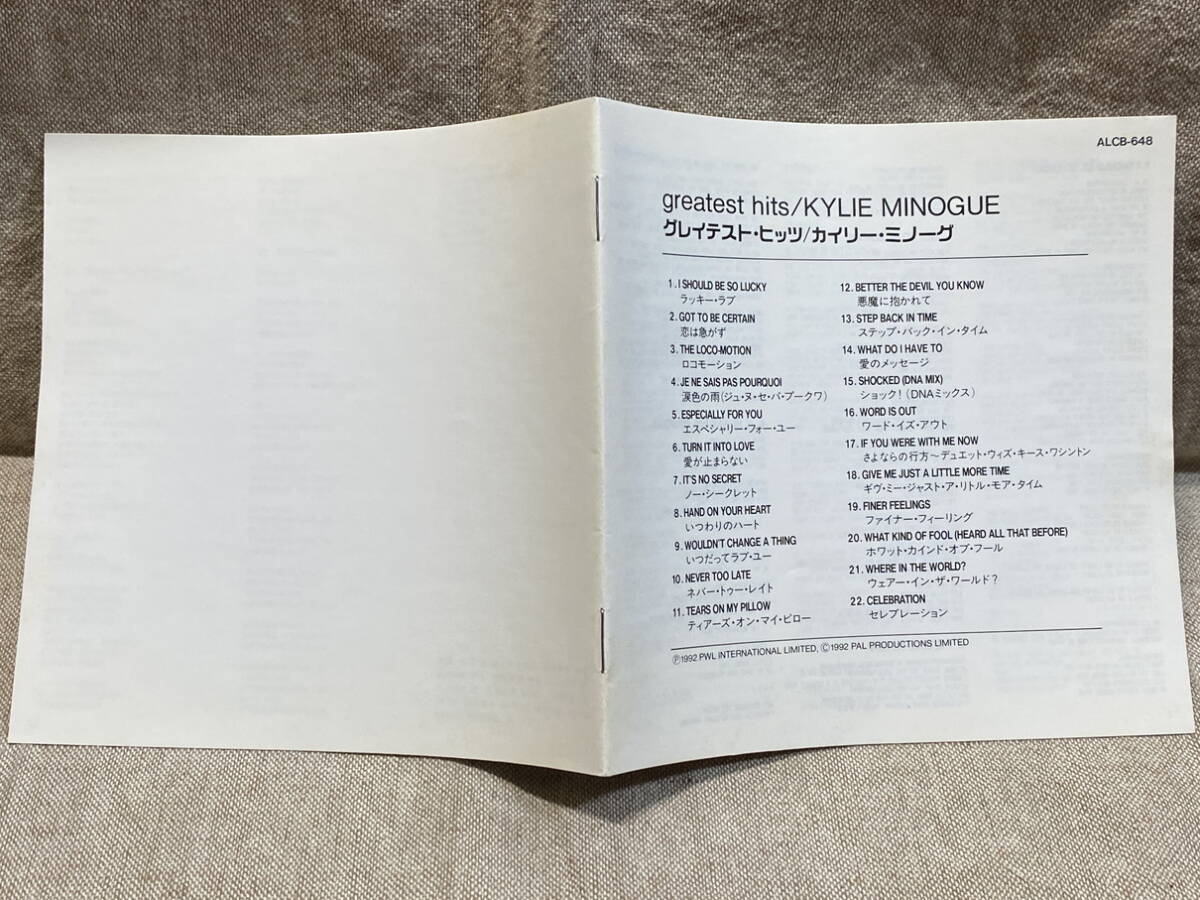 ALCB-648
greatest hits/KYLIE MINOGUE
グレイテスト・ヒッツ/カイリー・ミノーグ
1. I SHOULD BE SO LUCKY
ラッキー・ラブ
2. GOT TO BE CERTAIN
恋は急がず
3. THE LOCO-MOTION
ロコモーション
4. JE NE SAIS PAS POURQUOI
涙色の雨(ジュ・ヌ・セ・パ・プークワ)
5. ESPECIALLY FOR YOU
エスペシャリー・フォー・ユー
6. TURN IT INTO LOVE
愛が止まらない
7. IT'S NO SECRET
ノー・シークレット
8. HAND ON YOUR HEART
いつわりのハート
9. WOULDN'T CHANGE A THING
いつだってラブ・ユー
10. NEVER TOO LATE
ネバー・トゥー・レイト
11. TEARS ON MY PILLOW
ティアーズ・オン・マイ・ピロー
12. BETTER THE DEVIL YOU KNOW
悪魔に抱かれて
13. STEP BACK IN TIME
ステップ・バック・イン・タイム
14. WHAT DO I HAVE TO
愛のメッセージ
15. SHOCKED (DNA MIX)
ショック!(DNAミックス)
16. WORD IS OUT
ワード・イズ・アウト
17. IF YOU WERE WITH ME NOW
さよならの行方〜デュエット・ウィズ・キース・ワシントン
18. GIVE ME JUST A LITTLE MORE TIME
ギヴ・ミー・ジャスト・ア・リトル・モア・タイム
19. FINER FEELINGS
ファイナー・フィーリング
20. WHAT KIND OF FOOL (HEARD ALL THAT BEFORE)
ホワット・カインド・オブ・フール
21. WHERE IN THE WORLD?
ウェアー・イン・ザ・ワールド?
22. CELEBRATION
セレブレーション
Ⓟ1992 PWL INTERNATIONAL LIMITED, ©1992 PAL PRODUCTIONS LIMITED